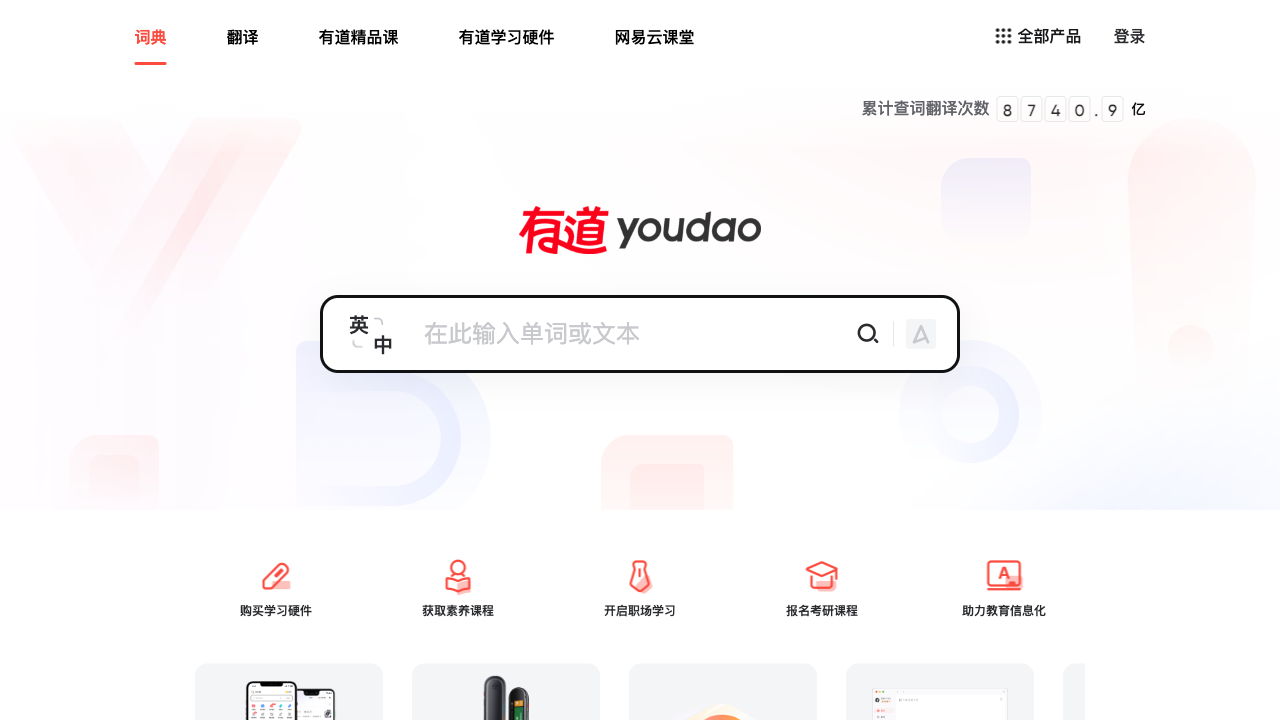 词典 翻译 有道精品课 有道学习硬件 网易云课堂 全部产品 登录
累计查词翻译次数 8740.9 亿
有道 youdao
英中 在此输入单词或文本 A
A
购买学习硬件 获取素养课程 开启职场学习 报名考研课程 助力教育信息化